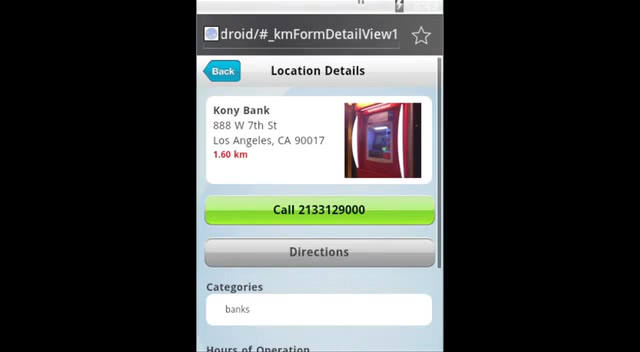 droid/#_kmFormDetailView1
Back
Location Details
Kony Bank
888 W 7th St
Los Angeles, CA 90017
1.60 km
Call 2133129000
Directions
Categories
banks
Hours of Operation